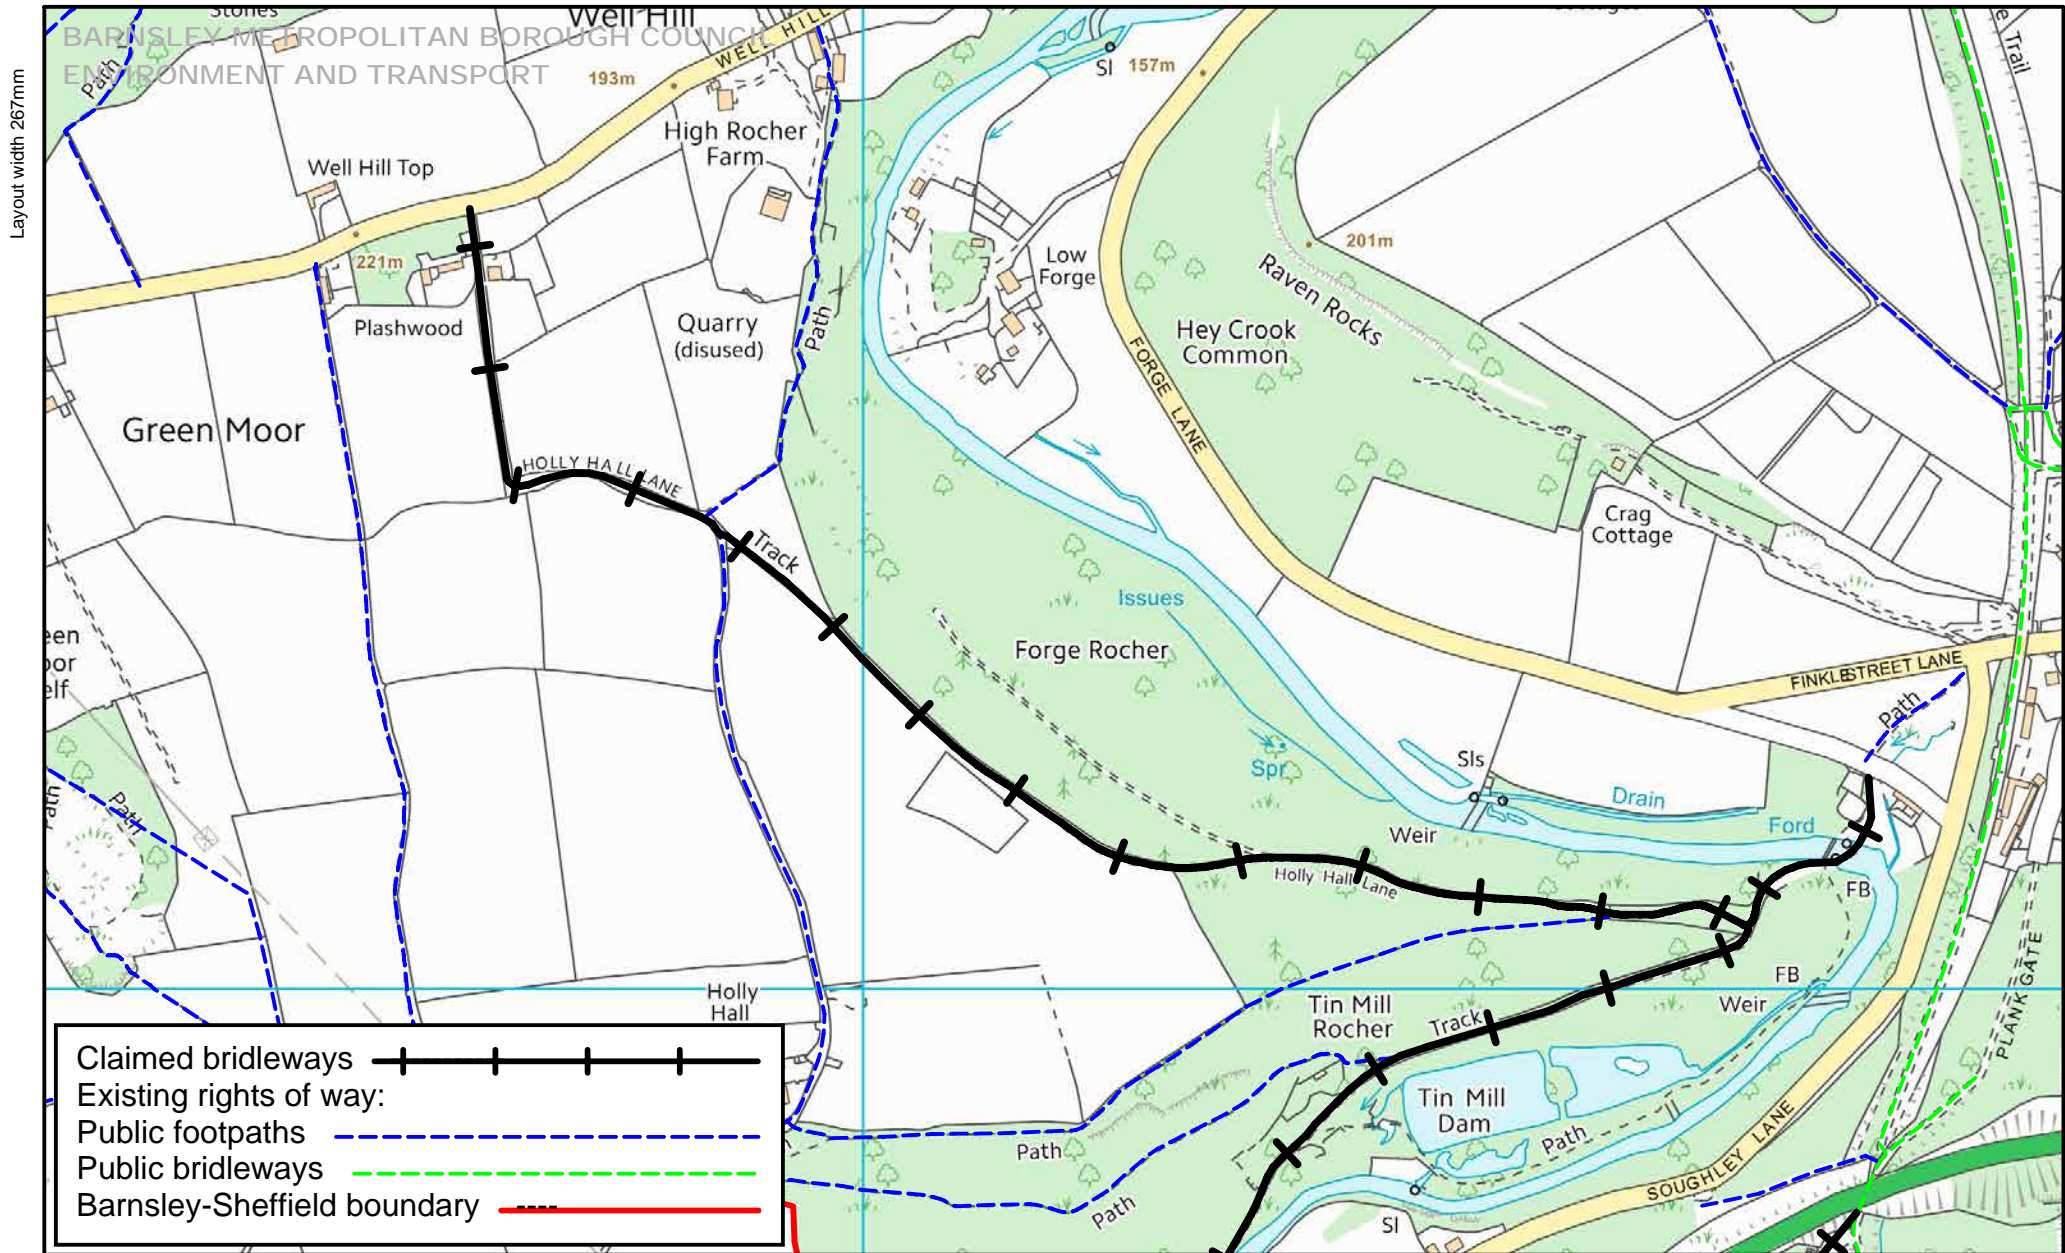 Layout width 267mm
BARNSLEY METROPOLITAN BOROUGH COUNCIL
ENVIRONMENT AND TRANSPORT
Stones
Well Hill
WELL HILL
Path
193m
SI
157m
Trail
High Rocher
Farm
Well Hill Top
221m
Plashwood
Quarry
(disused)
Path
Low
Forge
201m
Raven Rocks
Hey Crook
Common
FORGE LANE
Green Moor
HOLLY HALL LANE
Track
Crag
Cottage
Issues
Forge Rocher
FINKLE STREET LANE
Path
Spr
Sls
Drain
Weir
Ford
FB
Holly Hall Lane
Path
Path
Holly
Hall
Tin Mill
Rocher
Track
FB
Weir
PLANK GATE
Tin Mill
Dam
Path
Path
Path
SOUGHLEY LANE
SI
Claimed bridleways
Existing rights of way:
Public footpaths
Public bridleways
Barnsley-Sheffield boundary